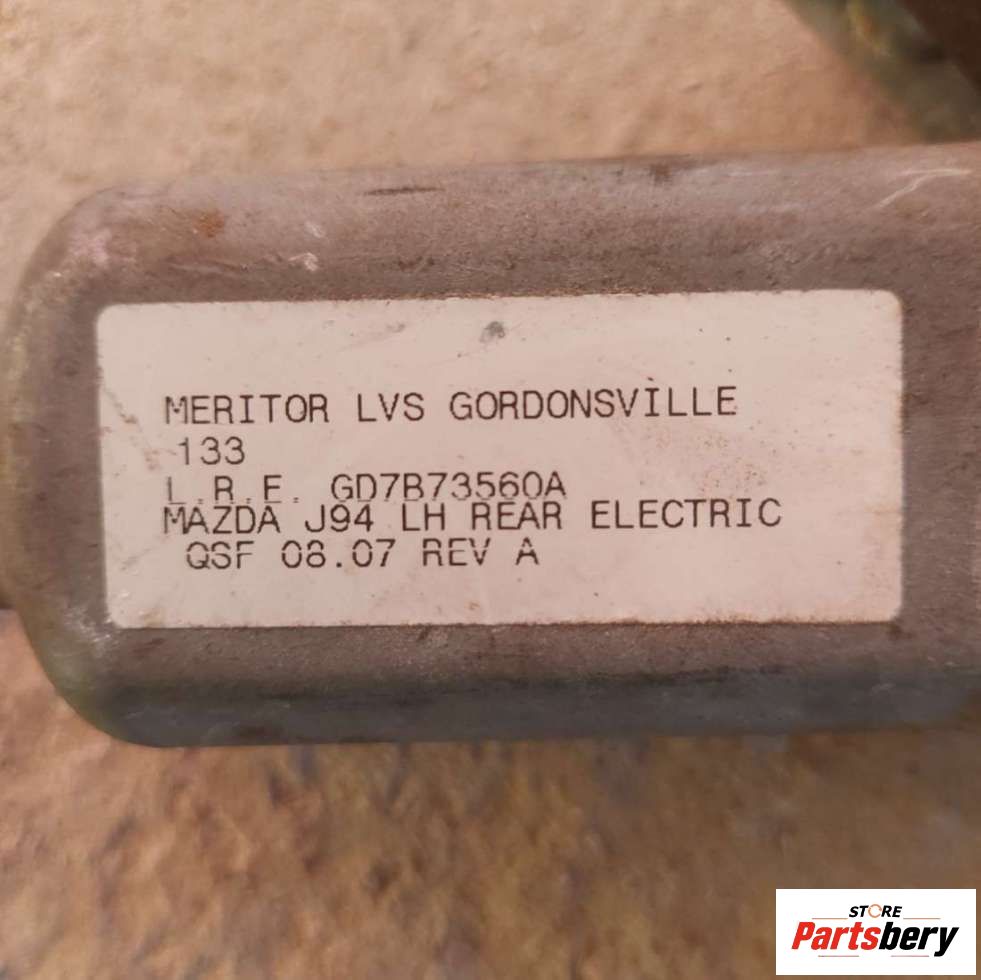 MERITOR LVS GORDONSVILLE
133
L.R.E. GD7B73560A
MAZDA J94 LH REAR ELECTRIC
QSF 08.07 REV A
STORE
Partsbery